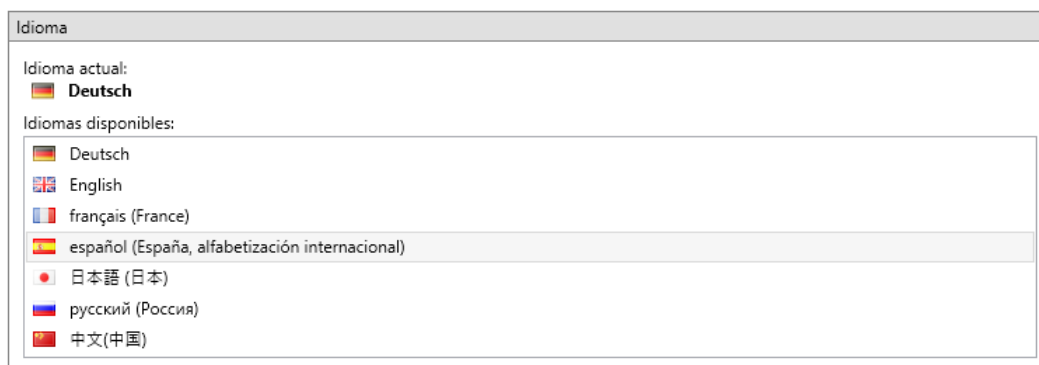 Idioma
Idioma actual:
Deutsch
Idiomas disponibles:
Deutsch
English
français (France)
español (España, alfabetización internacional)
日本語 (日本)
русский (Россия)
中文(中国)